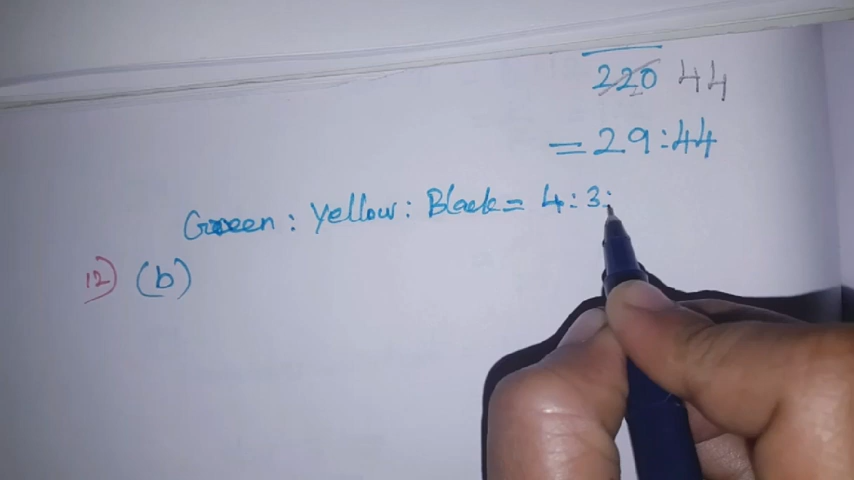 220 44
= 29:44
Green : Yellow : Black = 4:3:
12) (b)